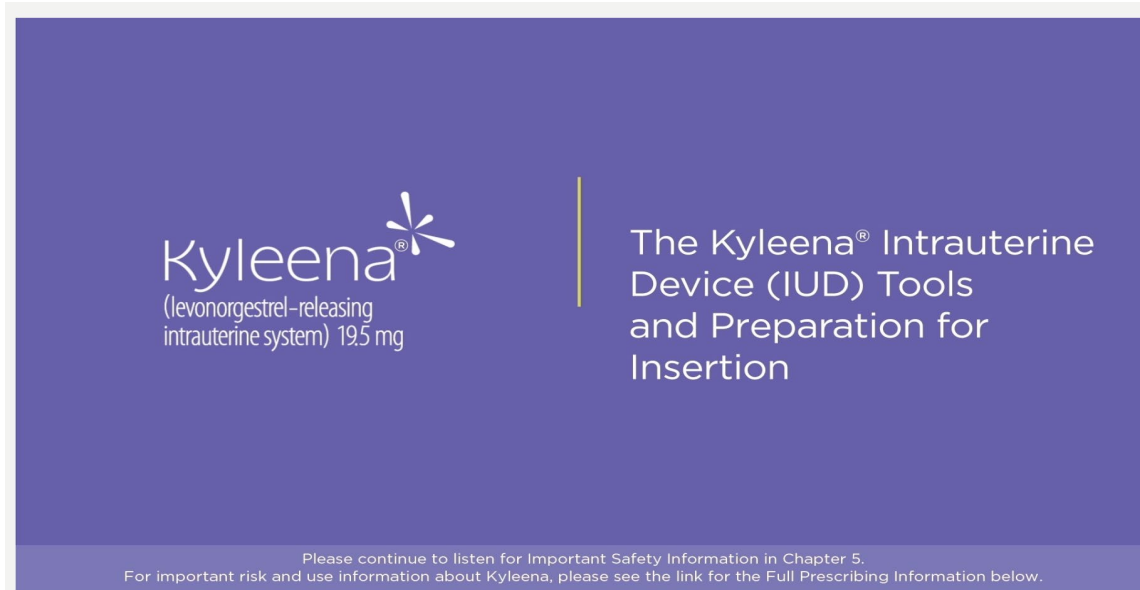 Kyleena®
(levonorgestrel-releasing
intrauterine system) 19.5 mg
The Kyleena® Intrauterine
Device (IUD) Tools
and Preparation for
Insertion
Please continue to listen for Important Safety Information in Chapter 5.
For important risk and use information about Kyleena, please see the link for the Full Prescribing Information below.